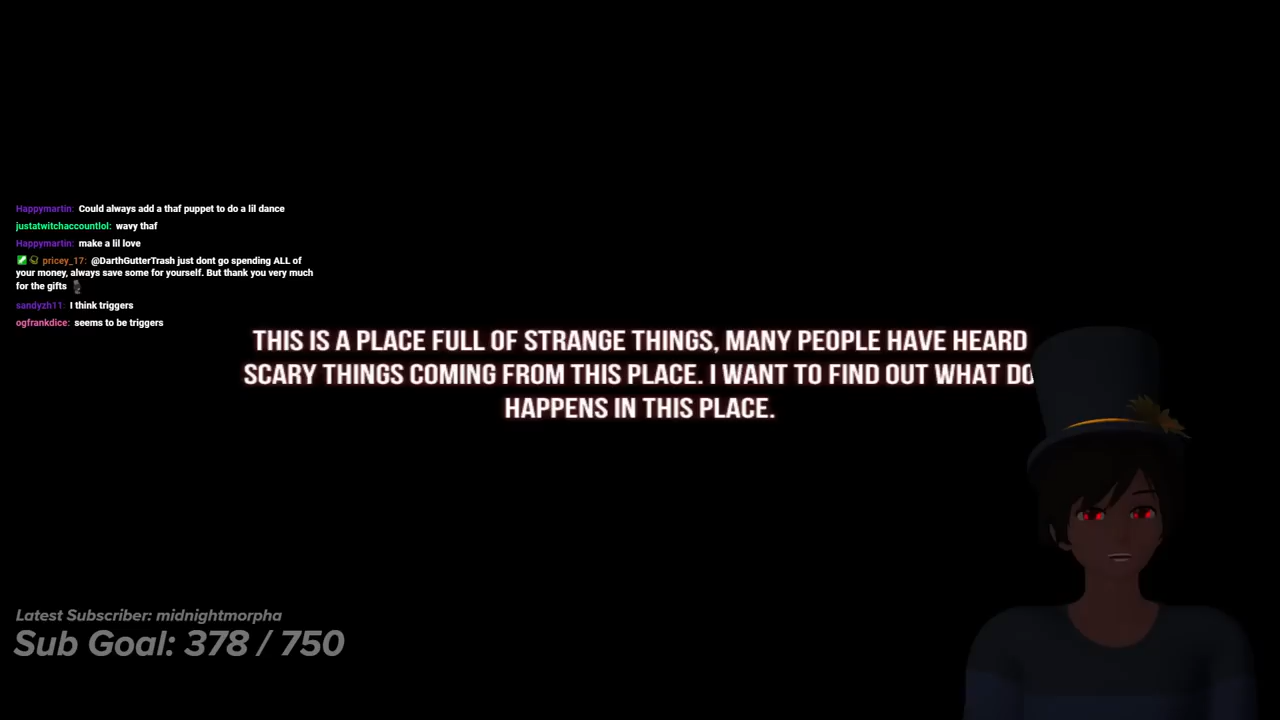 Happymartin: Could always add a thaf puppet to do a lil dance
justatwitchaccountlol: wavy thaf
Happymartin: make a lil love
pricey_17: @DarthGutterTrash just dont go spending ALL of
your money, always save some for yourself. But thank you very much
for the gifts
sandyzh11: I think triggers
ogfrankdice: seems to be triggers
THIS IS A PLACE FULL OF STRANGE THINGS, MANY PEOPLE HAVE HEARD
SCARY THINGS COMING FROM THIS PLACE. I WANT TO FIND OUT WHAT DO
HAPPENS IN THIS PLACE.
Latest Subscriber: midnightmorpha
Sub Goal: 378 / 750